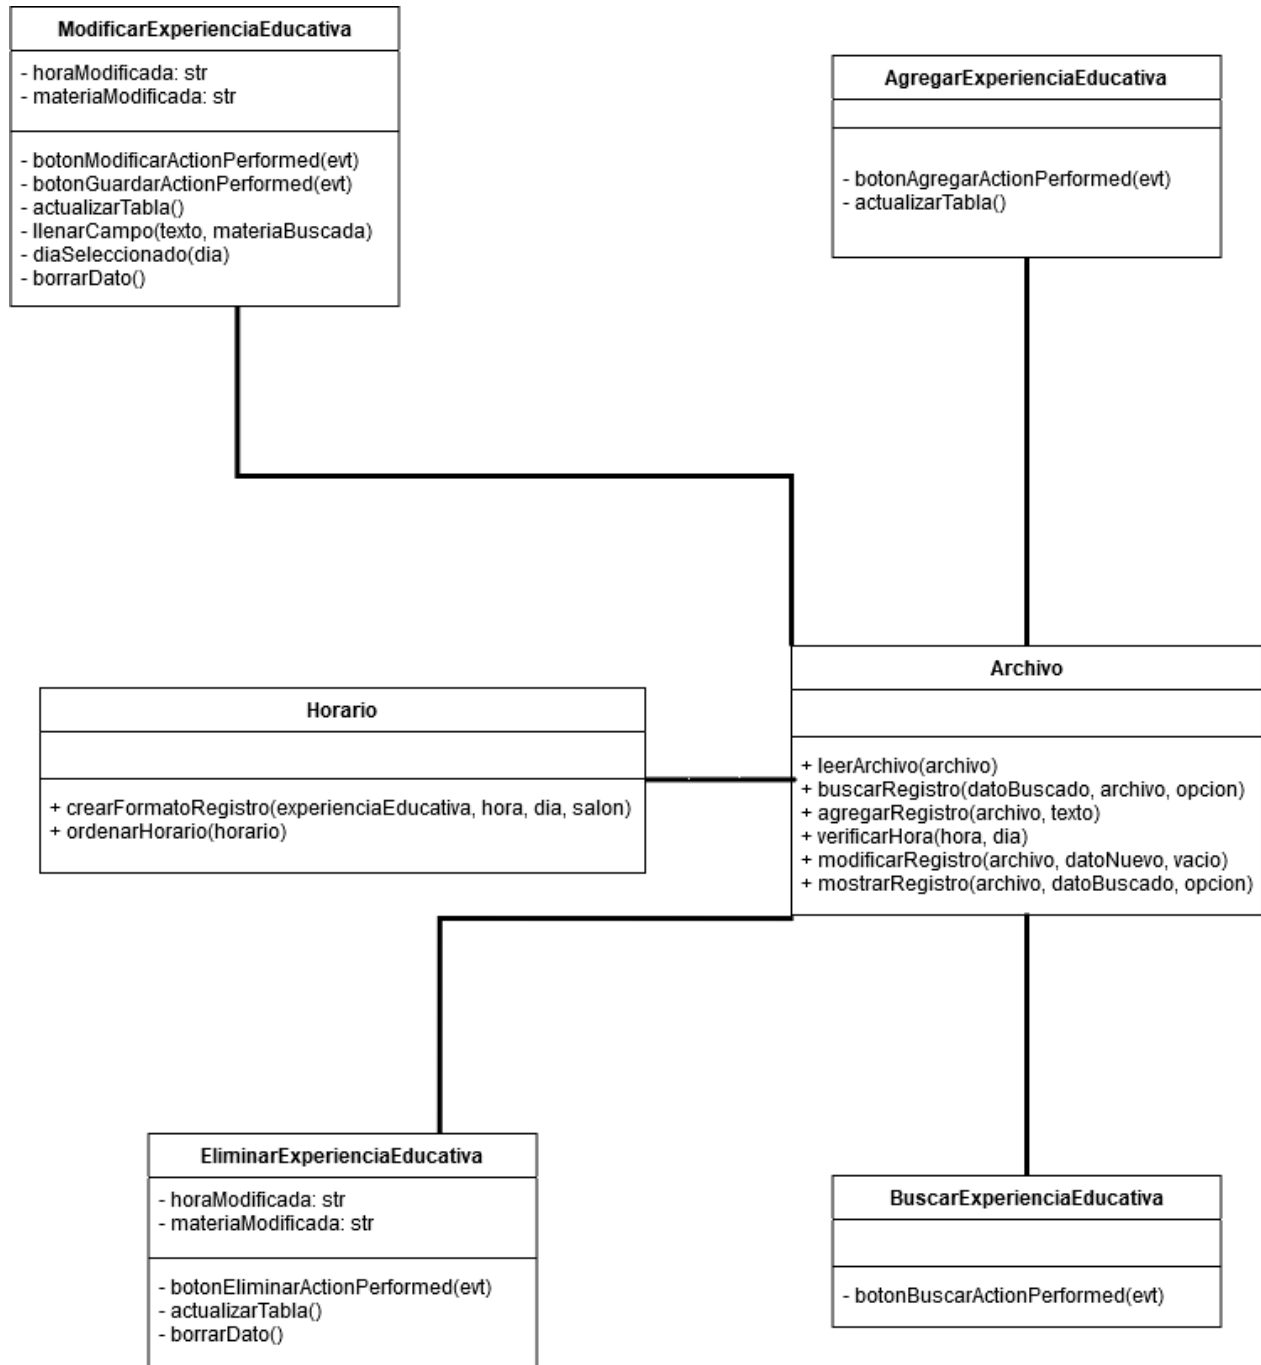 ModificarExperienciaEducativa
- horaModificada: str
- materiaModificada: str
- botonModificarActionPerformed(evt)
- botonGuardarActionPerformed(evt)
- actualizarTabla()
- llenarCampo(texto, materiaBuscada)
- diaSeleccionado(dia)
- borrarDato()
AgregarExperienciaEducativa
- botonAgregarActionPerformed(evt)
- actualizarTabla()
Horario
+ crearFormatoRegistro(experienciaEducativa, hora, dia, salon)
+ ordenarHorario(horario)
Archivo
+ leerArchivo(archivo)
+ buscarRegistro(datoBuscado, archivo, opcion)
+ agregarRegistro(archivo, texto)
+ verificarHora(hora, dia)
+ modificarRegistro(archivo, datoNuevo, vacio)
+ mostrarRegistro(archivo, datoBuscado, opcion)
EliminarExperienciaEducativa
- horaModificada: str
- materiaModificada: str
- botonEliminarActionPerformed(evt)
- actualizarTabla()
- borrarDato()
BuscarExperienciaEducativa
- botonBuscarActionPerformed(evt)